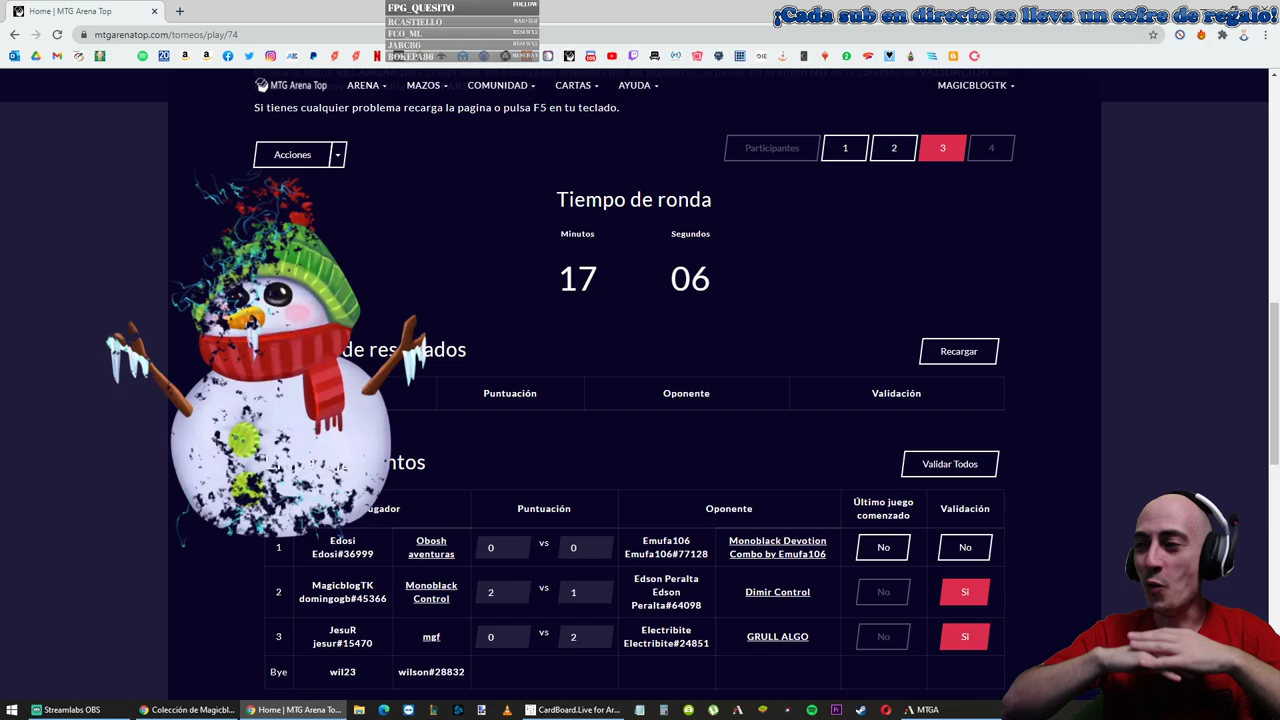 Home | MTG Arena Top
FPG_QUESITO FOLLOW
RCASTIELLO
FCO_ML
JABCB6
BOKEPA86
¡Cada sub en directo se lleva un cofre de regalo!
mtgarenatop.com/torneos/play/74
MTG Arena Top
ARENA
MAZOS
COMUNIDAD
CARTAS
AYUDA
MAGICBLOGTK
Si tienes cualquier problema recarga la pagina o pulsa F5 en tu teclado.
Acciones
Participantes 1 2 3 4
Tiempo de ronda
Minutos Segundos
17 06
Recargar
Puntuación Oponente Validación
Validar Todos
Puntuación Oponente Último juego comenzado Validación
1 Edosi Edosi#36999 Obosh aventuras 0 vs 0 Emufa106 Emufa106#77128 Monoblack Devotion Combo by Emufa106 No No
2 MagicblogTK domingogb#45366 Monoblack Control 2 vs 1 Edson Peralta Edson Peralta#64098 Dimir Control No Si
3 JesuR jesur#15470 mgf 0 vs 2 Electribite Electribite#24851 GRULL ALGO No Si
Bye wil23 wilson#28832
Streamlabs OBS
Colección de Magicbl...
Home | MTG Arena To...
CardBoard.Live for Ar...
MTGA